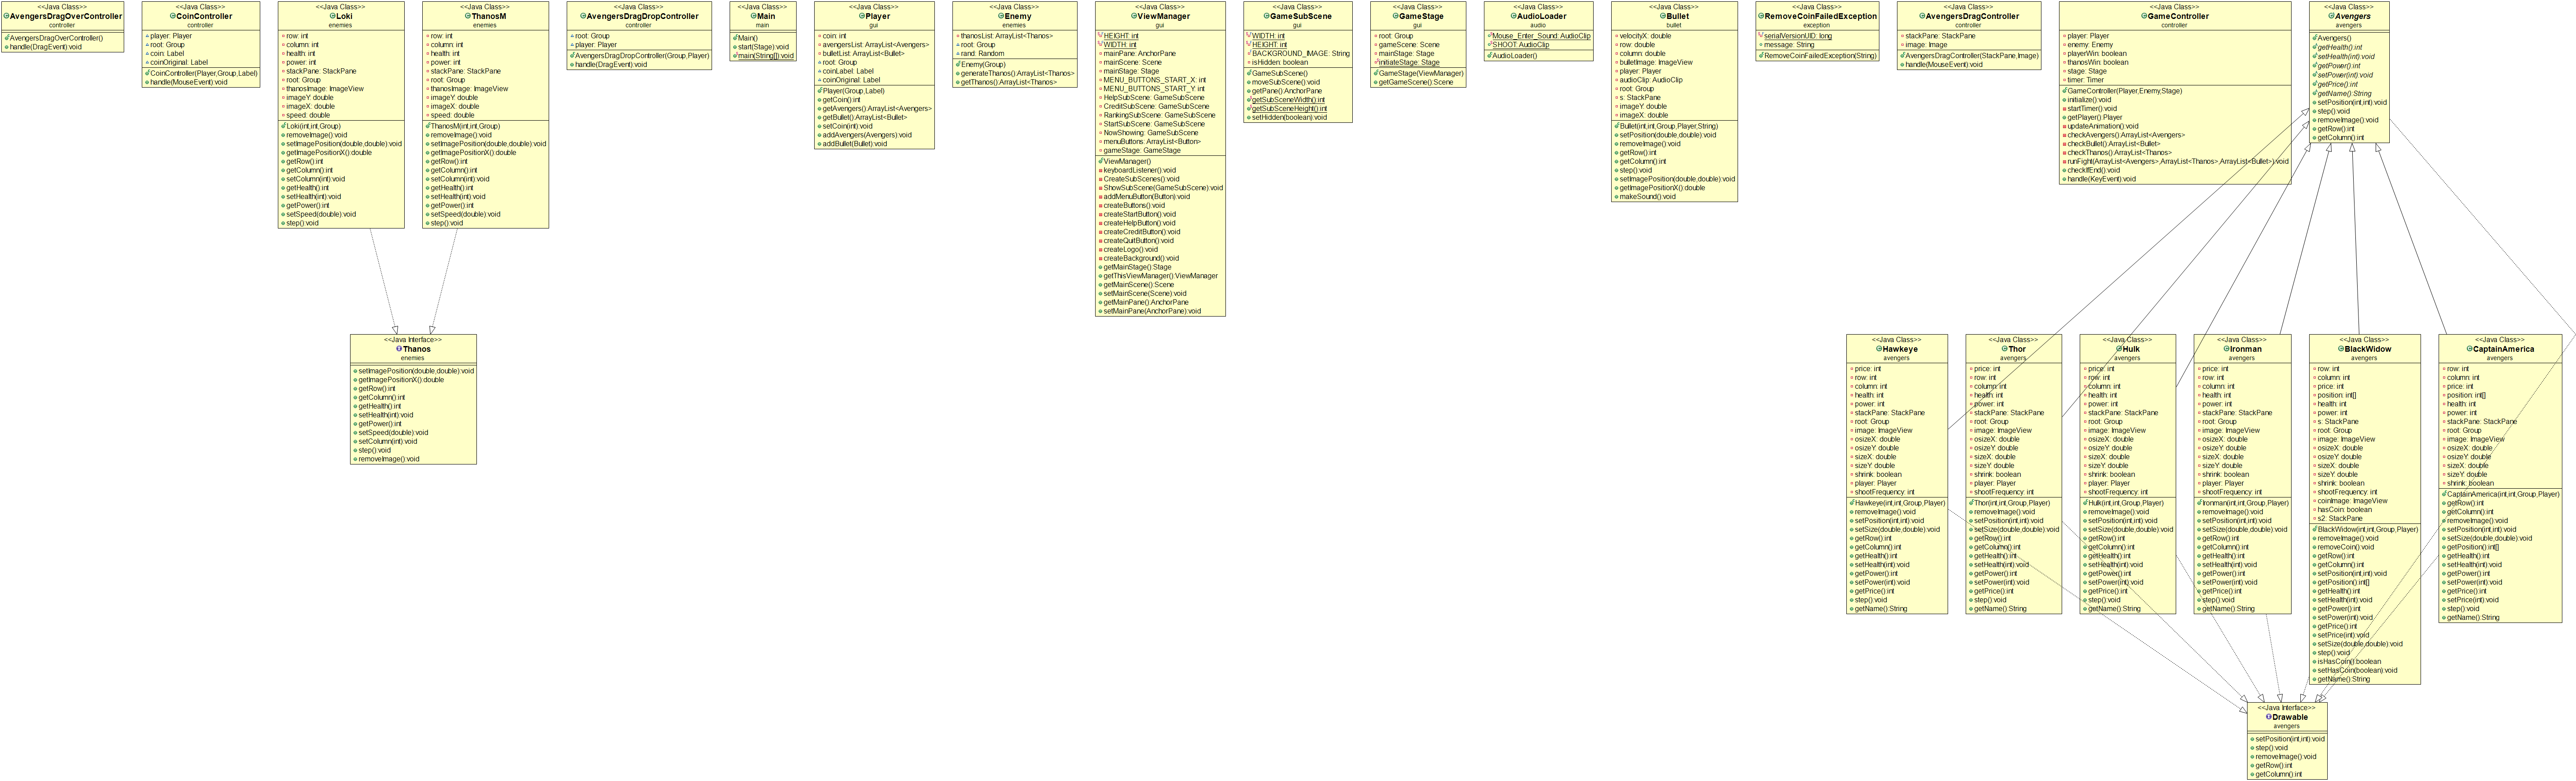 <<Java Class>>
AvengersDragOverController
controller
AvengersDragOverController()
handle(DragEvent):void
<<Java Class>>
CoinController
controller
player: Player
root: Group
coin: Label
coinOriginal: Label
CoinController(Player,Group,Label)
handle(MouseEvent):void
<<Java Class>>
Loki
enemies
row: int
column: int
health: int
power: int
stackPane: StackPane
root: Group
thanosImage: ImageView
imageY: double
imageX: double
speed: double
Loki(int,int,Group)
removeImage():void
setImagePosition(double,double):void
getImagePositionX():double
getRow():int
getColumn():int
setColumn(int):void
getHealth():int
setHealth(int):void
getPower():int
setSpeed(double):void
step():void
<<Java Class>>
ThanosM
enemies
row: int
column: int
health: int
power: int
stackPane: StackPane
root: Group
thanosImage: ImageView
imageY: double
imageX: double
speed: double
ThanosM(int,int,Group)
removeImage():void
setImagePosition(double,double):void
getImagePositionX():double
getRow():int
getColumn():int
setColumn(int):void
getHealth():int
setHealth(int):void
getPower():int
setSpeed(double):void
step():void
<<Java Class>>
AvengersDragDropController
controller
root: Group
player: Player
AvengersDragDropController(Group,Player)
handle(DragEvent):void
<<Java Class>>
Main
main
Main()
start(Stage):void
main(String[]):void
<<Java Class>>
Player
gui
coin: int
avengersList: ArrayList<Avengers>
bulletList: ArrayList<Bullet>
root: Group
coinLabel: Label
coinOriginal: Label
Player(Group,Label)
getCoin():int
getAvengers():ArrayList<Avengers>
getBullet():ArrayList<Bullet>
setCoin(int):void
addAvengers(Avengers):void
addBullet(Bullet):void
<<Java Class>>
Enemy
enemies
thanosList: ArrayList<Thanos>
root: Group
rand: Random
Enemy(Group)
generateThanos():ArrayList<Thanos>
getThanos():ArrayList<Thanos>
<<Java Class>>
ViewManager
gui
HEIGHT: int
WIDTH: int
mainPane: AnchorPane
mainScene: Scene
mainStage: Stage
MENU_BUTTONS_START_X: int
MENU_BUTTONS_START_Y: int
HelpSubScene: GameSubScene
CreditSubScene: GameSubScene
RankingSubScene: GameSubScene
StartSubScene: GameSubScene
NowShowing: GameSubScene
menuButtons: ArrayList<Button>
gameStage: GameStage
ViewManager()
keyboardListener():void
CreateSubScenes():void
ShowSubScene(GameSubScene):void
addMenuButton(Button):void
createButtons():void
createStartButton():void
createHelpButton():void
createCreditButton():void
createQuitButton():void
createLogo():void
createBackground():void
getMainStage():Stage
getThisViewManager():ViewManager
getMainScene():Scene
setMainScene(Scene):void
getMainPane():AnchorPane
setMainPane(AnchorPane):void
<<Java Class>>
GameSubScene
gui
WIDTH: int
HEIGHT: int
BACKGROUND_IMAGE: String
isHidden: boolean
GameSubScene()
moveSubScene():void
getPane():AnchorPane
getSubSceneWidth():int
getSubSceneHeight():int
setHidden(boolean):void
<<Java Class>>
GameStage
gui
root: Group
gameScene: Scene
mainStage: Stage
initiateStage: Stage
GameStage(ViewManager)
getGameScene():Scene
<<Java Class>>
AudioLoader
audio
Mouse_Enter_Sound: AudioClip
SHOOT: AudioClip
AudioLoader()
<<Java Class>>
Bullet
bullet
velocityX: double
row: double
column: double
bulletImage: ImageView
player: Player
audioClip: AudioClip
root: Group
s: StackPane
imageY: double
imageX: double
Bullet(int,int,Group,Player,String)
setPosition(double,double):void
removeImage():void
getRow():int
getColumn():int
step():void
setImagePosition(double,double):void
getImagePositionX():double
makeSound():void
<<Java Class>>
RemoveCoinFailedException
exception
serialVersionUID: long
message: String
RemoveCoinFailedException(String)
<<Java Class>>
AvengersDragController
controller
stackPane: StackPane
image: Image
AvengersDragController(StackPane,Image)
handle(MouseEvent):void
<<Java Class>>
GameController
controller
player: Player
enemy: Enemy
playerWin: boolean
thanosWin: boolean
stage: Stage
timer: Timer
GameController(Player,Enemy,Stage)
initialize():void
startTimer():void
getPlayer():Player
updateAnimation():void
checkAvengers():ArrayList<Avengers>
checkBullet():ArrayList<Bullet>
checkThanos():ArrayList<Thanos>
runFight(ArrayList<Avengers>,ArrayList<Thanos>,ArrayList<Bullet>):void
checkIfEnd():void
handle(KeyEvent):void
<<Java Class>>
Avengers
avengers
Avengers()
getHealth():int
setHealth(int):void
getPower():int
setPower(int):void
getPrice():int
getName():String
setPosition(int,int):void
step():void
removeImage():void
getRow():int
getColumn():int
<<Java Interface>>
Thanos
enemies
setImagePosition(double,double):void
getImagePositionX():double
getRow():int
getColumn():int
getHealth():int
setHealth(int):void
getPower():int
setSpeed(double):void
setColumn(int):void
step():void
removeImage():void
<<Java Class>>
Hawkeye
avengers
price: int
row: int
column: int
health: int
power: int
stackPane: StackPane
root: Group
image: ImageView
osizeX: double
osizeY: double
sizeX: double
sizeY: double
shrink: boolean
player: Player
shootFrequency: int
Hawkeye(int,int,Group,Player)
removeImage():void
setPosition(int,int):void
setSize(double,double):void
getRow():int
getColumn():int
getHealth():int
setHealth(int):void
getPower():int
setPower(int):void
getPrice():int
step():void
getName():String
<<Java Class>>
Thor
avengers
price: int
row: int
column: int
health: int
power: int
stackPane: StackPane
root: Group
image: ImageView
osizeX: double
osizeY: double
sizeX: double
sizeY: double
shrink: boolean
player: Player
shootFrequency: int
Thor(int,int,Group,Player)
removeImage():void
setPosition(int,int):void
setSize(double,double):void
getRow():int
getColumn():int
getHealth():int
setHealth(int):void
getPower():int
setPower(int):void
getPrice():int
step():void
getName():String
<<Java Class>>
Hulk
avengers
price: int
row: int
column: int
health: int
power: int
stackPane: StackPane
root: Group
image: ImageView
osizeX: double
osizeY: double
sizeX: double
sizeY: double
shrink: boolean
player: Player
shootFrequency: int
Hulk(int,int,Group,Player)
removeImage():void
setPosition(int,int):void
setSize(double,double):void
getRow():int
getColumn():int
getHealth():int
setHealth(int):void
getPower():int
setPower(int):void
getPrice():int
step():void
getName():String
<<Java Class>>
Ironman
avengers
price: int
row: int
column: int
health: int
power: int
stackPane: StackPane
root: Group
image: ImageView
osizeX: double
osizeY: double
sizeX: double
sizeY: double
shrink: boolean
player: Player
shootFrequency: int
Ironman(int,int,Group,Player)
removeImage():void
setPosition(int,int):void
setSize(double,double):void
getRow():int
getColumn():int
getHealth():int
setHealth(int):void
getPower():int
setPower(int):void
getPrice():int
step():void
getName():String
<<Java Class>>
BlackWidow
avengers
row: int
column: int
price: int
position: int[]
health: int
power: int
s: StackPane
root: Group
image: ImageView
osizeX: double
osizeY: double
sizeX: double
sizeY: double
shrink: boolean
shootFrequency: int
coinImage: ImageView
hasCoin: boolean
s2: StackPane
BlackWidow(int,int,Group,Player)
removeImage():void
removeCoin():void
getRow():int
getColumn():int
setPosition(int,int):void
getPosition():int[]
getHealth():int
setHealth(int):void
getPower():int
setPower(int):void
getPrice():int
setPrice(int):void
setSize(double,double):void
step():void
isHasCoin():boolean
setHasCoin(boolean):void
getName():String
<<Java Class>>
CaptainAmerica
avengers
row: int
column: int
price: int
position: int[]
health: int
power: int
stackPane: StackPane
root: Group
image: ImageView
osizeX: double
osizeY: double
sizeX: double
sizeY: double
shrink: boolean
CaptainAmerica(int,int,Group,Player)
getRow():int
getColumn():int
removeImage():void
setPosition(int,int):void
setSize(double,double):void
getPosition():int[]
getHealth():int
setHealth(int):void
getPower():int
setPower(int):void
getPrice():int
setPrice(int):void
step():void
getName():String
<<Java Interface>>
Drawable
avengers
setPosition(int,int):void
step():void
removeImage():void
getRow():int
getColumn():int